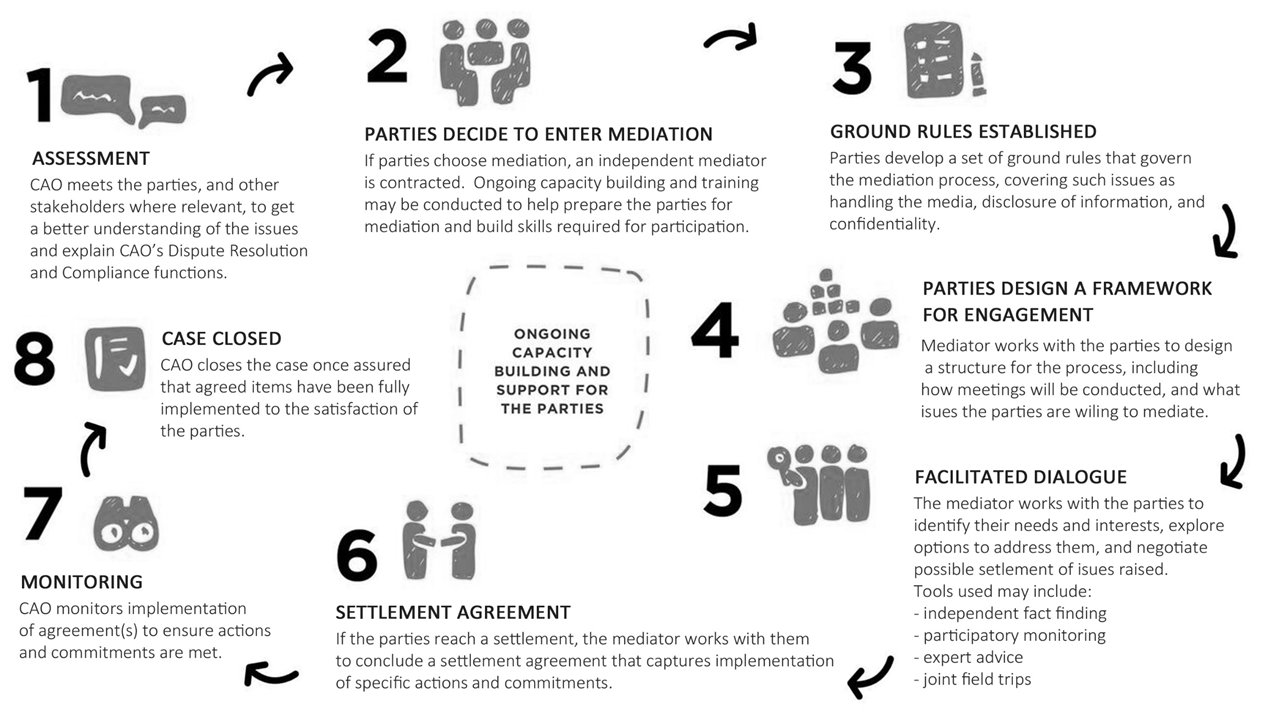 1
ASSESSMENT
CAO meets the parties, and other
stakeholders where relevant, to get
a better understanding of the issues
and explain CAO's Dispute Resolution
and Compliance functions.
2
PARTIES DECIDE TO ENTER MEDIATION
If parties choose mediation, an independent mediator
is contracted.  Ongoing capacity building and training
may be conducted to help prepare the parties for
mediation and build skills required for participation.
3
GROUND RULES ESTABLISHED
Parties develop a set of ground rules that govern
the mediation process, covering such issues as
handling the media, disclosure of information, and
confidentiality.
4
PARTIES DESIGN A FRAMEWORK
FOR ENGAGEMENT
Mediator works with the parties to design
a structure for the process, including
how meetings will be conducted, and what
isues the parties are wiling to mediate.
5
FACILITATED DIALOGUE
The mediator works with the parties to
identify their needs and interests, explore
options to address them, and negotiate
possible setlement of isues raised.
Tools used may include:
- independent fact finding
- participatory monitoring
- expert advice
- joint field trips
6
SETTLEMENT AGREEMENT
If the parties reach a settlement, the mediator works with them
to conclude a settlement agreement that captures implementation
of specific actions and commitments.
7
MONITORING
CAO monitors implementation
of agreement(s) to ensure actions
and commitments are met.
8
CASE CLOSED
CAO closes the case once assured
that agreed items have been fully
implemented to the satisfaction of
the parties.
ONGOING
CAPACITY
BUILDING AND
SUPPORT FOR
THE PARTIES